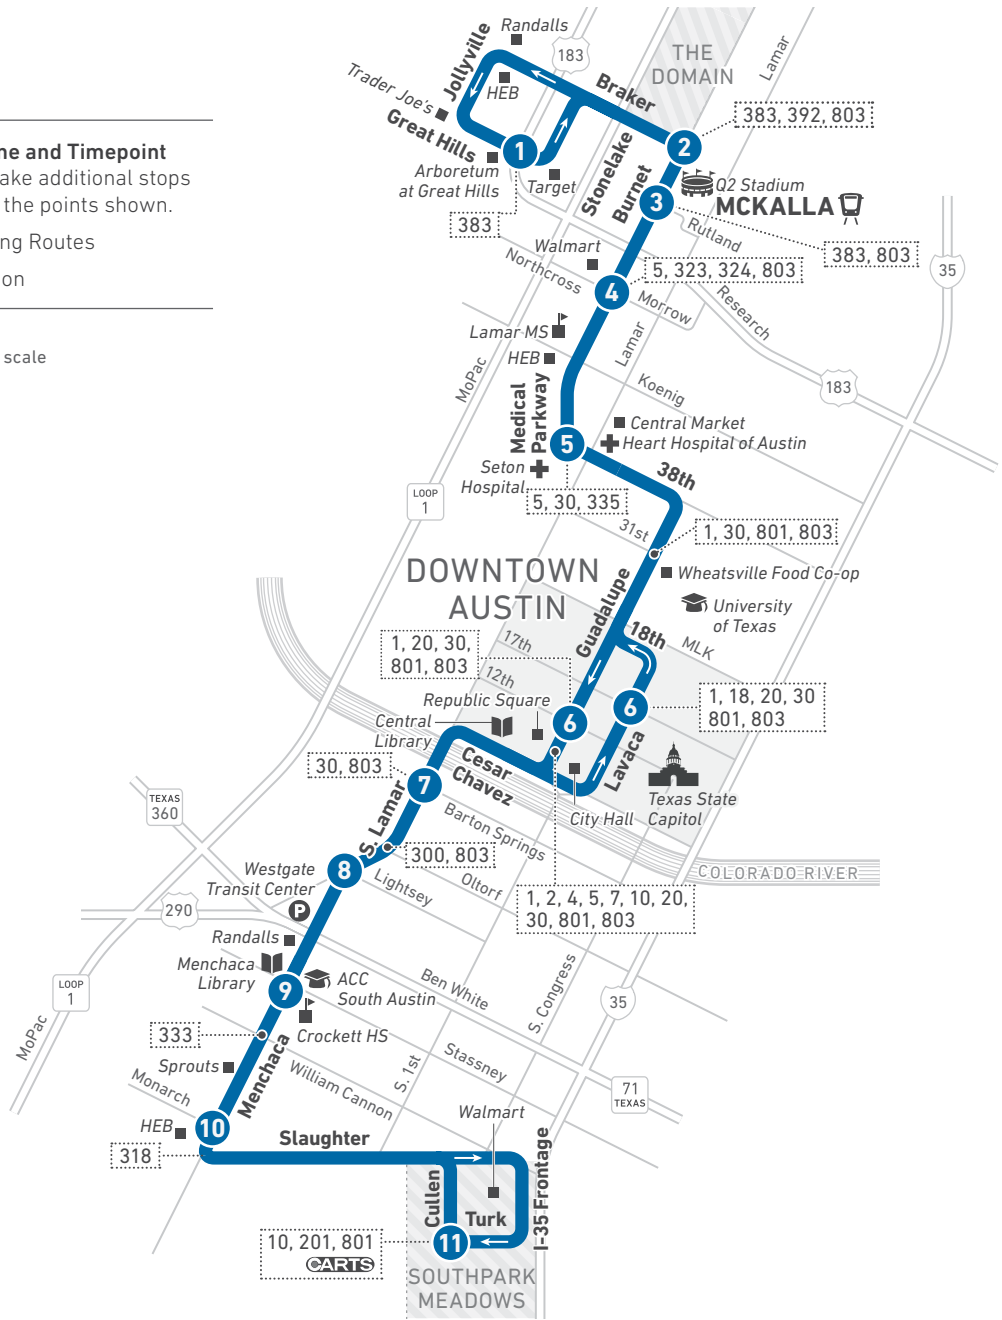 Randalls
183
THE
DOMAIN
Lamar
Jollyville
HEB
Braker
Trader Joe's
Great Hills
383, 392, 803
1
2
Arboretum
at Great Hills
Target
Stonelake
Burnet
Q2 Stadium
MCKALLA
3
383
Rutland
383, 803
Walmart
Northcross
5, 323, 324, 803
35
4
Morrow
Research
Lamar MS
Lamar
HEB
MoPac
Koenig
183
Medical
Parkway
Central Market
Heart Hospital of Austin
5
Seton
Hospital
38th
LOOP
1
5, 30, 335
31st
1, 30, 801, 803
Wheatsville Food Co-op
DOWNTOWN
AUSTIN
Guadalupe
University
of Texas
18th
MLK
17th
1, 20, 30,
801, 803
12th
Republic Square
6
6
1, 18, 20, 30
801, 803
Central
Library
Lavaca
Cesar
Chavez
30, 803
7
Texas State
Capitol
City Hall
TEXAS
360
S. Lamar
Barton Springs
300, 803
COLORADO RIVER
Westgate
Transit Center
8
Lightsey
Oltorf
1, 2, 4, 5, 7, 10, 20,
30, 801, 803
P
290
Randalls
Menchaca
Library
9
ACC
South Austin
Ben White
S. Congress
LOOP
1
35
MoPac
333
Crockett HS
Sprouts
Menchaca
Stassney
S. 1st
William Cannon
Monarch
71
TEXAS
HEB
10
Walmart
318
Slaughter
I-35 Frontage
Cullen
Turk
10, 201, 801
CARTS
11
SOUTHPARK
MEADOWS
ne and Timepoint
ake additional stops
the points shown.
ng Routes
on
scale